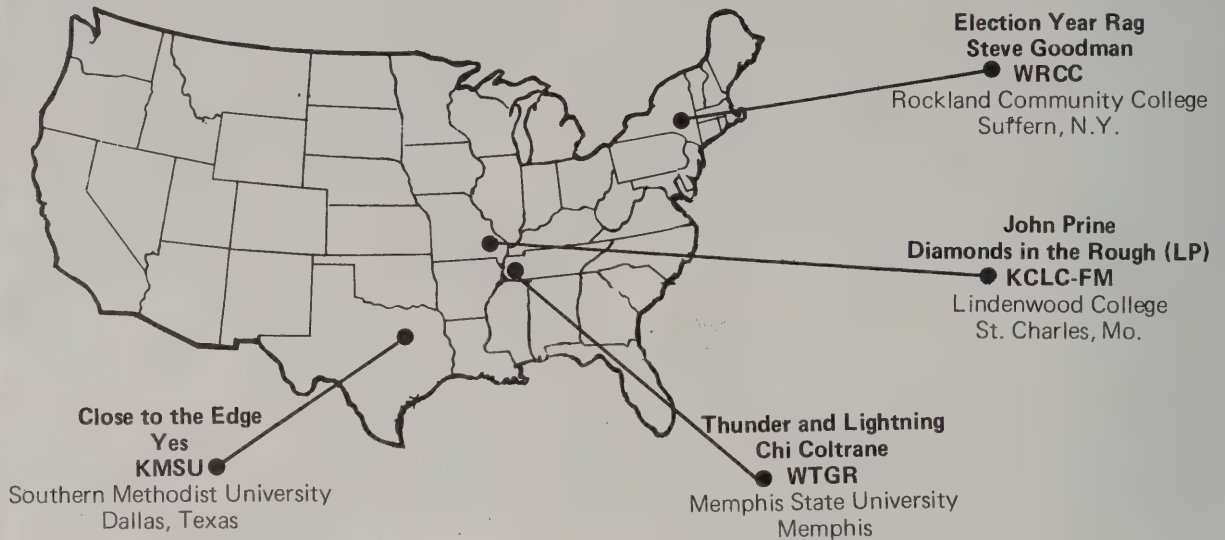 Election Year Rag
Steve Goodman
WRCC
Rockland Community College
Suffern, N.Y.
John Prine
Diamonds in the Rough (LP)
KCLC-FM
Lindenwood College
St. Charles, Mo.
Close to the Edge
Yes
KMSU
Southern Methodist University
Dallas, Texas
Thunder and Lightning
Chi Coltrane
WTGR
Memphis State University
Memphis